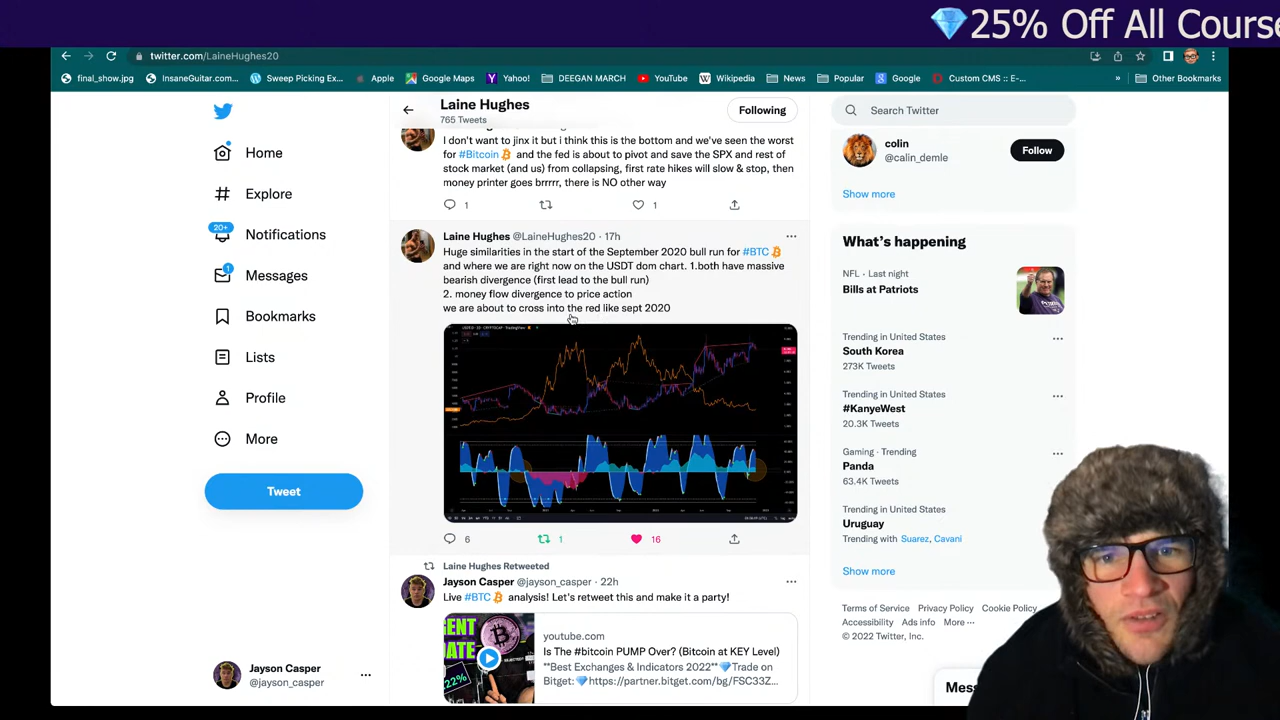 25% Off All Course
twitter.com/LaineHughes20
final_show.jpg
InsaneGuitar.com...
Sweep Picking Ex...
Apple
Google Maps
Yahoo!
DEEGAN MARCH
YouTube
Wikipedia
News
Popular
Google
Custom CMS :: E-...
»
Other Bookmarks
Home
Explore
20+
Notifications
1
Messages
Bookmarks
Lists
Profile
More
Tweet
Jayson Casper
@jayson_casper
Laine Hughes
765 Tweets
Following
I don't want to jinx it but i think this is the bottom and we've seen the worst
for #Bitcoin and the fed is about to pivot and save the SPX and rest of
stock market (and us) from collapsing, first rate hikes will slow & stop, then
money printer goes brrrr, there is NO other way
1
1
Laine Hughes @LaineHughes20 · 17h
Huge similarities in the start of the September 2020 bull run for #BTC
and where we are right now on the USDT dom chart. 1.both have massive
bearish divergence (first lead to the bull run)
2. money flow divergence to price action
we are about to cross into the red like sept 2020
6
1
16
Laine Hughes Retweeted
Jayson Casper @jayson_casper · 22h
Live #BTC analysis! Let's retweet this and make it a party!
GENT
DATE
22%
youtube.com
Is The #bitcoin PUMP Over? (Bitcoin at KEY Level)
**Best Exchanges & Indicators 2022**💎Trade on
Bitget:💎https://partner.bitget.com/bg/FSC33Z...
Search Twitter
colin
@calin_demle
Follow
Show more
What's happening
NFL · Last night
Bills at Patriots
Trending in United States
South Korea
273K Tweets
Trending in United States
#KanyeWest
20.3K Tweets
Gaming · Trending
Panda
63.4K Tweets
Trending in United States
Uruguay
Trending with Suarez, Cavani
Show more
Terms of Service Privacy Policy Cookie Policy
Accessibility Ads info More ···
© 2022 Twitter, Inc.
Mess